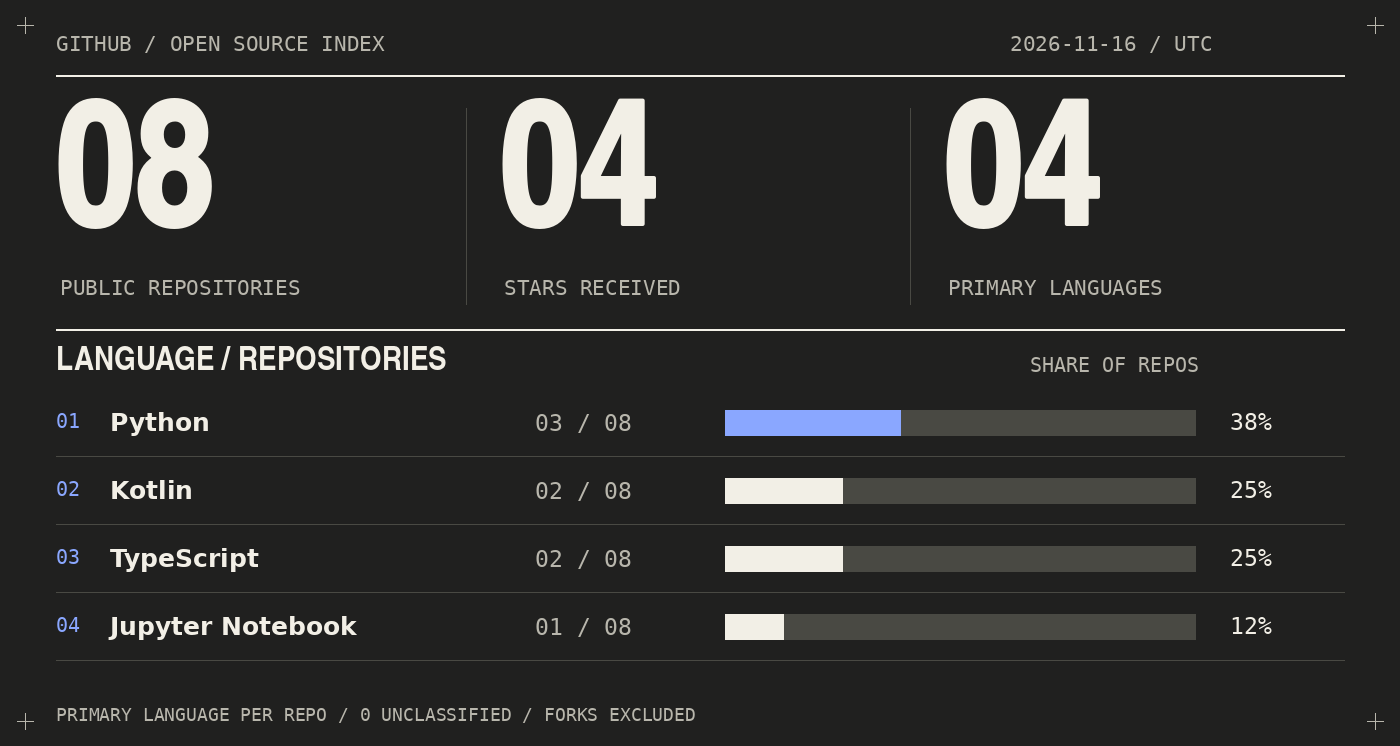 GITHUB / OPEN SOURCE INDEX 2026-11-16 / UTC
08 04 04
PUBLIC REPOSITORIES STARS RECEIVED PRIMARY LANGUAGES
LANGUAGE / REPOSITORIES SHARE OF REPOS
01 Python 03 / 08 38%
02 Kotlin 02 / 08 25%
03 TypeScript 02 / 08 25%
04 Jupyter Notebook 01 / 08 12%
PRIMARY LANGUAGE PER REPO / 0 UNCLASSIFIED / FORKS EXCLUDED